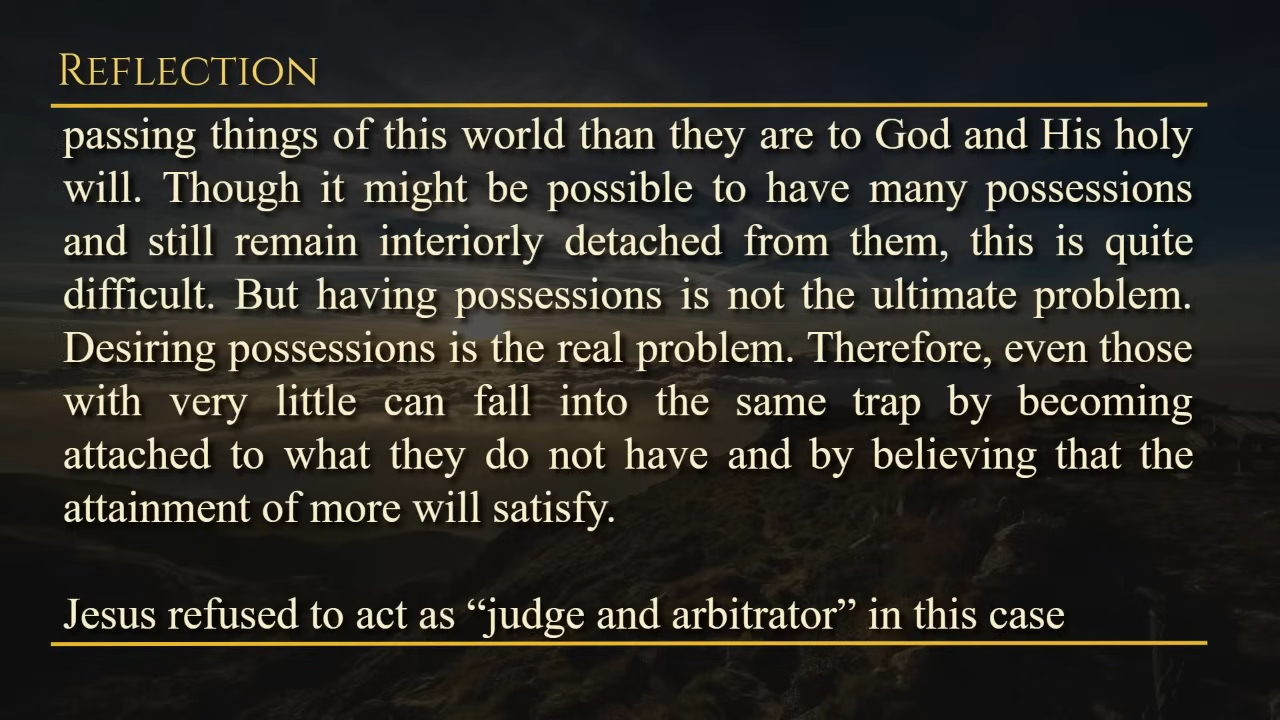 Reflection
passing things of this world than they are to God and His holy
will. Though it might be possible to have many possessions
and still remain interiorly detached from them, this is quite
difficult. But having possessions is not the ultimate problem.
Desiring possessions is the real problem. Therefore, even those
with very little can fall into the same trap by becoming
attached to what they do not have and by believing that the
attainment of more will satisfy.
Jesus refused to act as “judge and arbitrator” in this case